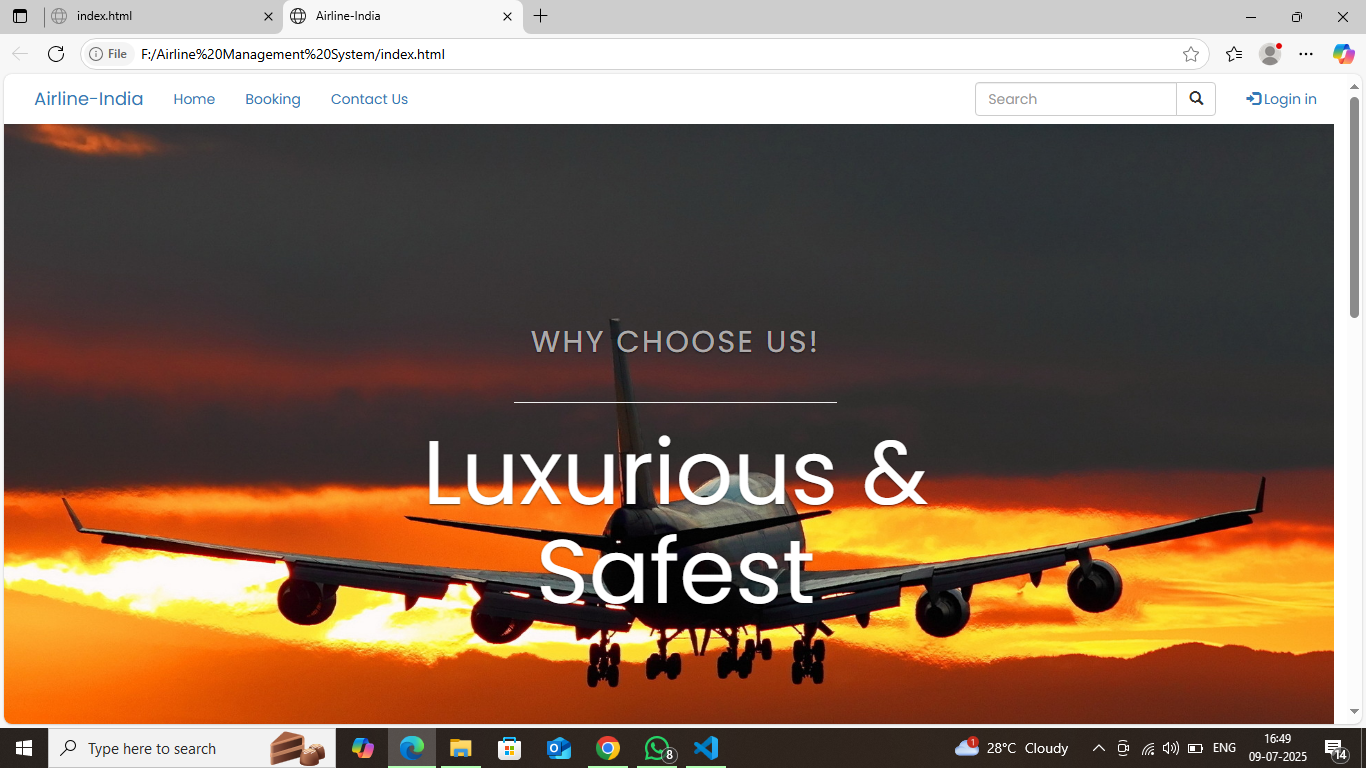 index.html
Airline-India
File F:/Airline%20Management%20System/index.html
Airline-India Home Booking Contact Us Search Login in
WHY CHOOSE US!
Luxurious &
Safest
Type here to search
8
1
28°C Cloudy
ENG
16:49
09-07-2025
14